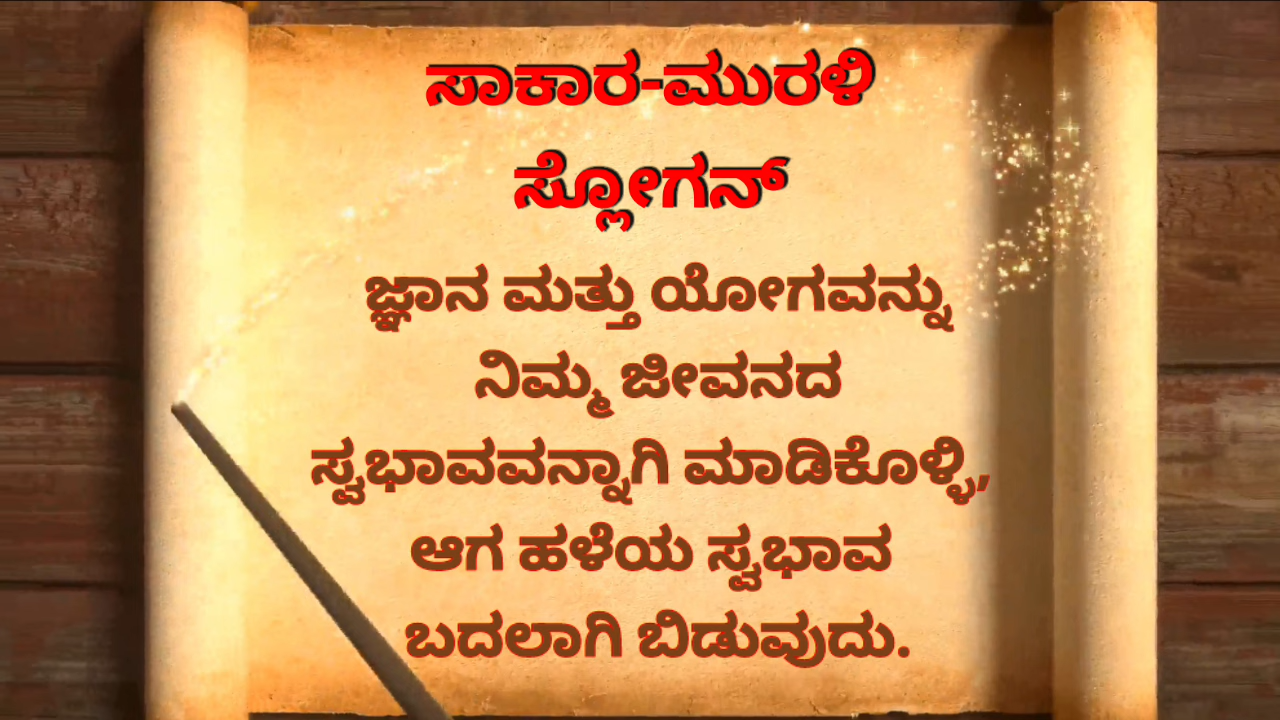 ಸಾಕಾರ-ಮುರಳಿ
ಸ್ಲೋಗನ್
ಜ್ಞಾನ ಮತ್ತು ಯೋಗವನ್ನು
ನಿಮ್ಮ ಜೀವನದ
ಸ್ವಭಾವವನ್ನಾಗಿ ಮಾಡಿಕೊಳ್ಳಿ,
ಆಗ ಹಳೆಯ ಸ್ವಭಾವ
ಬದಲಾಗಿ ಬಿಡುವುದು.